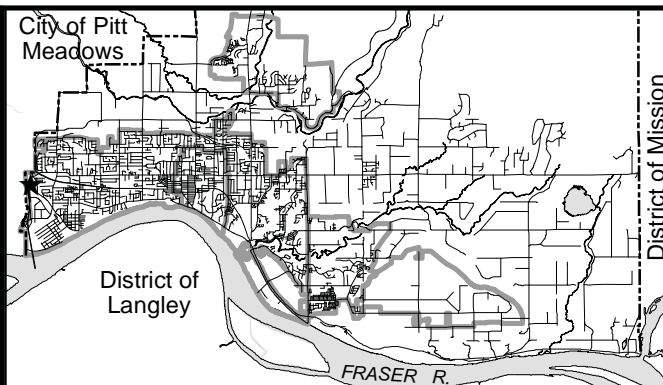 City of Pitt
Meadows
District of Mission
District of
Langley
FRASER R.